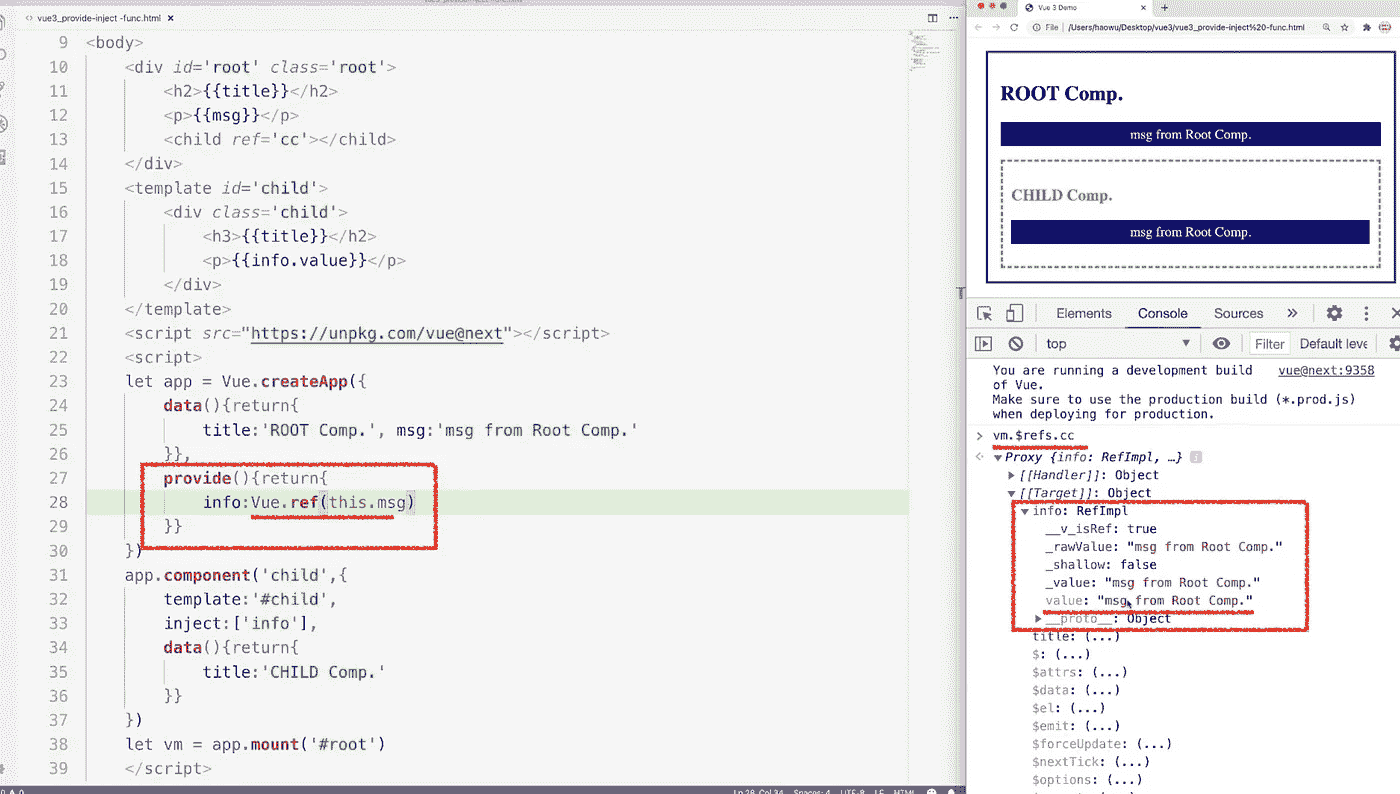 vue3_provide-inject -func.html
9 <body>
10 <div id='root' class='root'>
11 <h2>{{title}}</h2>
12 <p>{{msg}}</p>
13 <child ref='cc'></child>
14 </div>
15 <template id='child'>
16 <div class='child'>
17 <h3>{{title}}</h2>
18 <p>{{info.value}}</p>
19 </div>
20 </template>
21 <script src="https://unpkg.com/vue@next"></script>
22 <script>
23 let app = Vue.createApp({
24 data(){return{
25 title:'ROOT Comp.', msg:'msg from Root Comp.'
26 }},
27 provide(){return{
28 info:Vue.ref(this.msg)
29 }}
30 })
31 app.component('child',{
32 template:'#child',
33 inject:['info'],
34 data(){return{
35 title:'CHILD Comp.'
36 }}
37 })
38 let vm = app.mount('#root')
39 </script>
Vue 3 Demo
File /Users/haowu/Desktop/vue3/vue3_provide-inject%20-func.html
ROOT Comp.
msg from Root Comp.
CHILD Comp.
msg from Root Comp.
Elements Console Sources »
top Filter Default leve
You are running a development build vue@next:9358
of Vue.
Make sure to use the production build (*.prod.js)
when deploying for production.
> vm.$refs.cc
Proxy {info: RefImpl, …}
[[Handler]]: Object
[[Target]]: Object
info: RefImpl
__v_isRef: true
_rawValue: "msg from Root Comp."
_shallow: false
_value: "msg from Root Comp."
value: "msg from Root Comp."
__proto__: Object
title: (...)
$: (...)
$attrs: (...)
$data: (...)
$el: (...)
$emit: (...)
$forceUpdate: (...)
$nextTick: (...)
$options: (...)